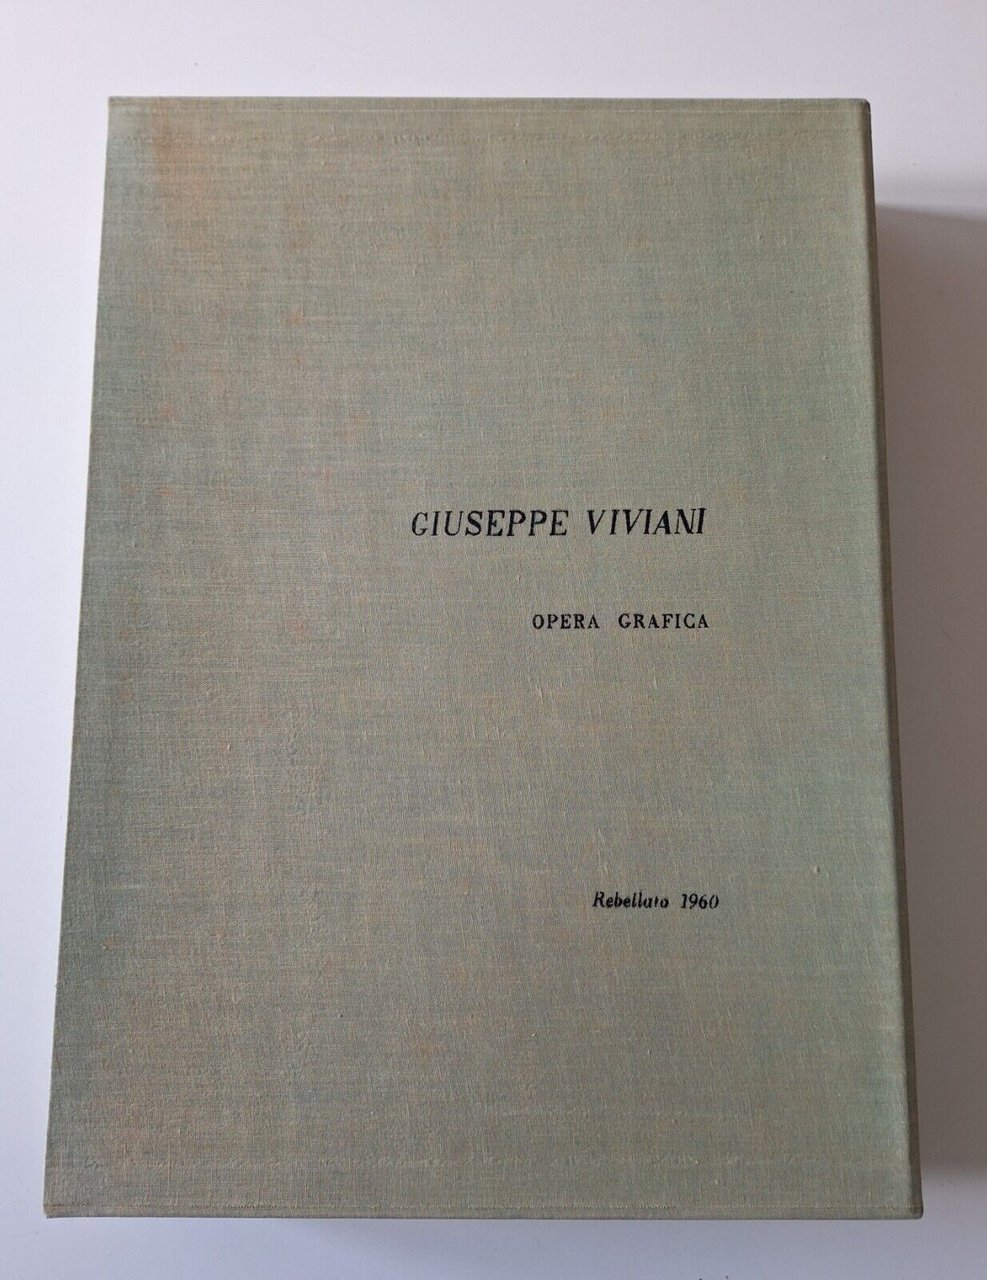 GIUSEPPE VIVIANI
OPERA GRAFICA
Rebellato 1960